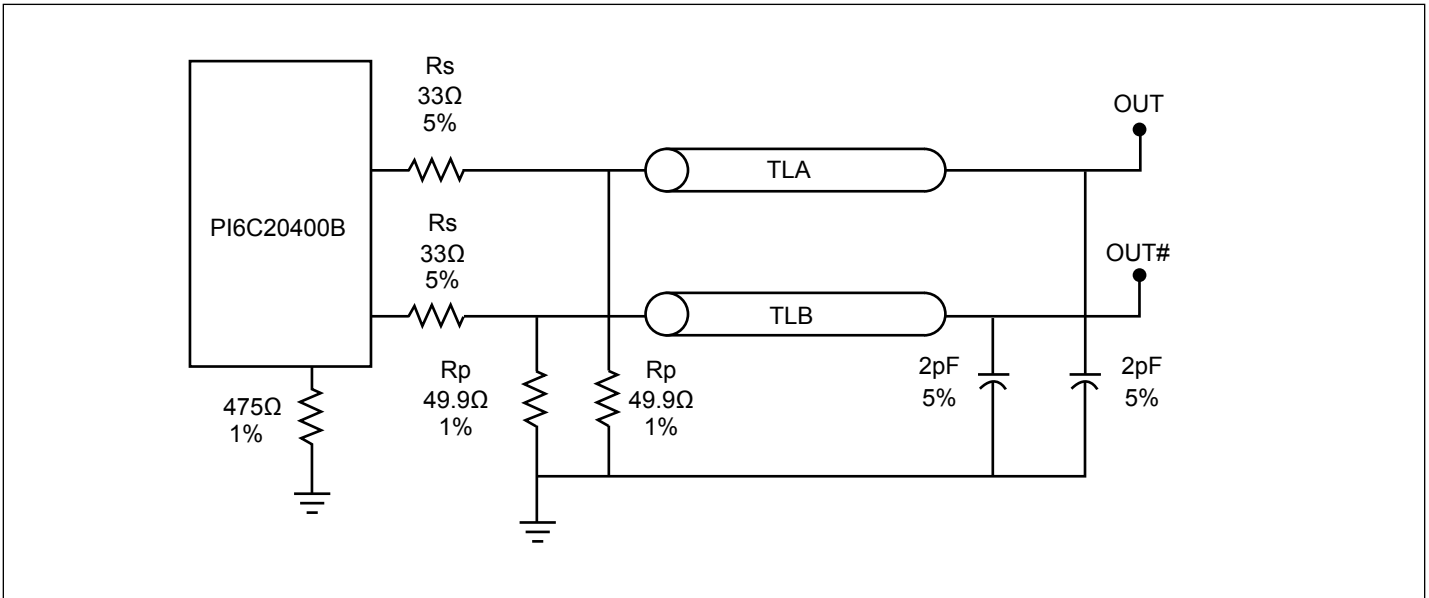 Rs
33Ω
5%
OUT
TLA
PI6C20400B
Rs
33Ω
5%
OUT#
TLB
475Ω
1%
Rp
49.9Ω
1%
Rp
49.9Ω
1%
2pF
5%
2pF
5%